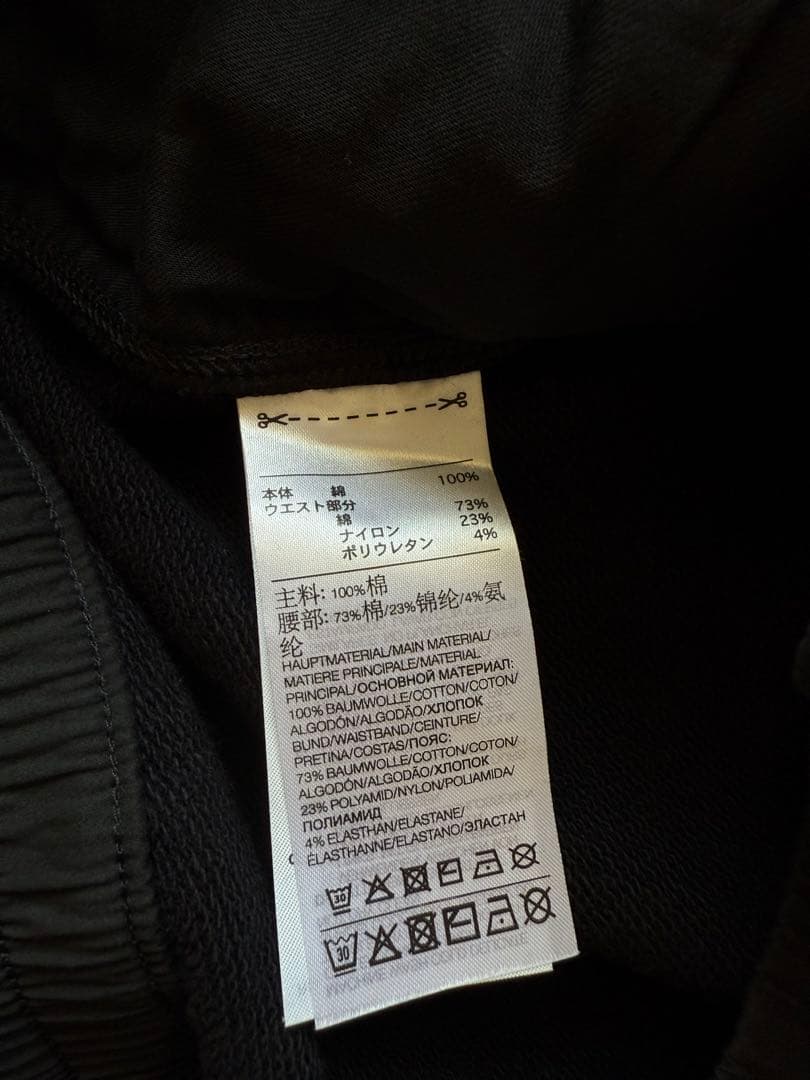 本体 綿 100%
ウエスト部分
綿 73%
ナイロン 23%
ポリウレタン 4%
主料: 100%棉
腰部: 73%棉/23%锦纶/4%氨
纶
HAUPTMATERIAL/MAIN MATERIAL/
MATIERE PRINCIPALE/MATERIAL
PRINCIPAL/ОСНОВНОЙ МАТЕРИАЛ:
100% BAUMWOLLE/COTTON/COTON/
ALGODÓN/ALGODÃO/ХЛОПОК
BUND/WAISTBAND/CEINTURE/
PRETINA/COSTAS/ПОЯС:
73% BAUMWOLLE/COTTON/COTON/
ALGODÓN/ALGODÃO/ХЛОПОК
23% POLYAMID/NYLON/POLIAMIDA/
ПОЛИАМИД
4% ELASTHAN/ELASTANE/
ÉLASTHANNE/ELASTANO/ЭЛАСТАН
30
30